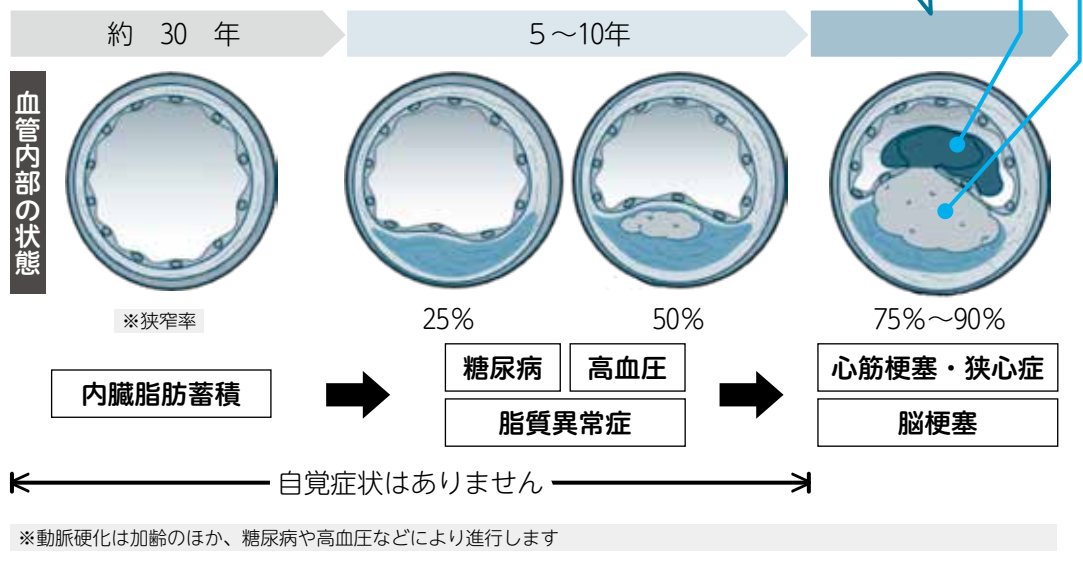 約 30 年
5〜10年
血管内部の状態
※狭窄率
25%
50%
75%〜90%
内臓脂肪蓄積
糖尿病
高血圧
脂質異常症
心筋梗塞・狭心症
脳梗塞
自覚症状はありません
※動脈硬化は加齢のほか、糖尿病や高血圧などにより進行します